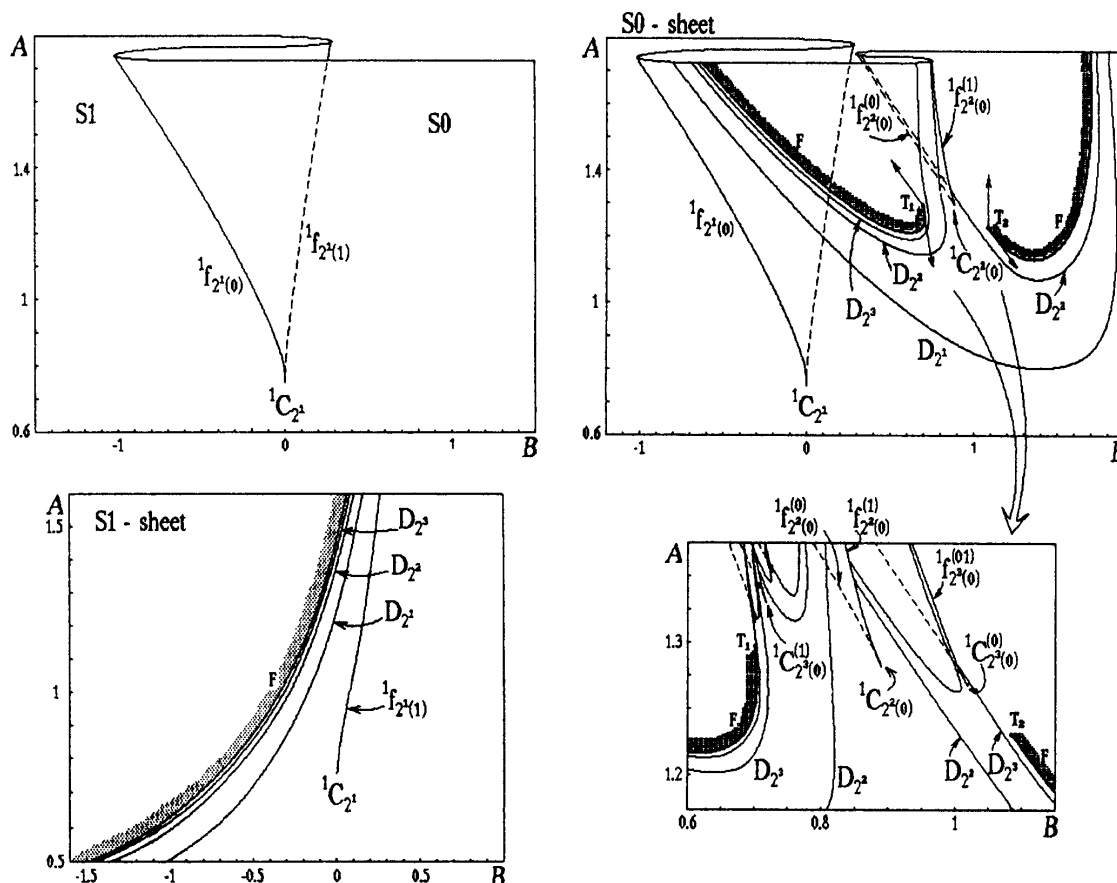 A
S1
S0
¹f₂¹₍₀₎
¹f₂¹₍₁₎
¹C₂¹
1.4
1
0.6
-1
0
1
B
S0 - sheet
A
¹f₂²₍₀₎⁽⁰⁾
¹f₂²₍₀₎⁽¹⁾
F
T₁
T₂
F
¹f₂¹₍₀₎
¹C₂²₍₀₎
D₂²
D₂³
D₂²
D₂¹
¹C₂¹
1.4
1
0.6
-1
0
1
B
S1 - sheet
A
D₂³
D₂²
D₂¹
F
¹f₂¹₍₁₎
¹C₂¹
1.5
1
0.5
-1.5
-1
-0.5
0
0.5
B
¹f₂²₍₀₎⁽⁰⁾
¹f₂²₍₀₎⁽¹⁾
A
¹f₂³₍₀₎⁽⁰¹⁾
T₁
¹C₂³₍₀₎⁽¹⁾
¹C₂³₍₀₎⁽⁰⁾
¹C₂²₍₀₎
F
T₂
F
D₂³
D₂²
D₂²
D₂³
1.3
1.2
0.6
0.8
1
B